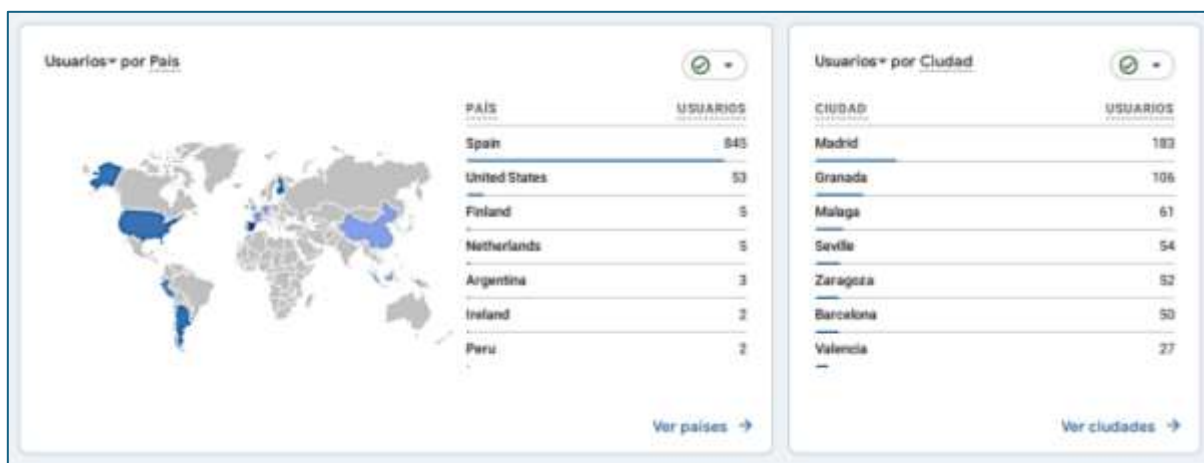 Usuarios por País
PAÍS USUARIOS
Spain 845
United States 53
Finland 5
Netherlands 5
Argentina 3
Ireland 2
Peru 2
Ver países →
Usuarios por Ciudad
CIUDAD USUARIOS
Madrid 183
Granada 106
Malaga 61
Seville 54
Zaragoza 52
Barcelona 50
Valencia 27
Ver ciudades →